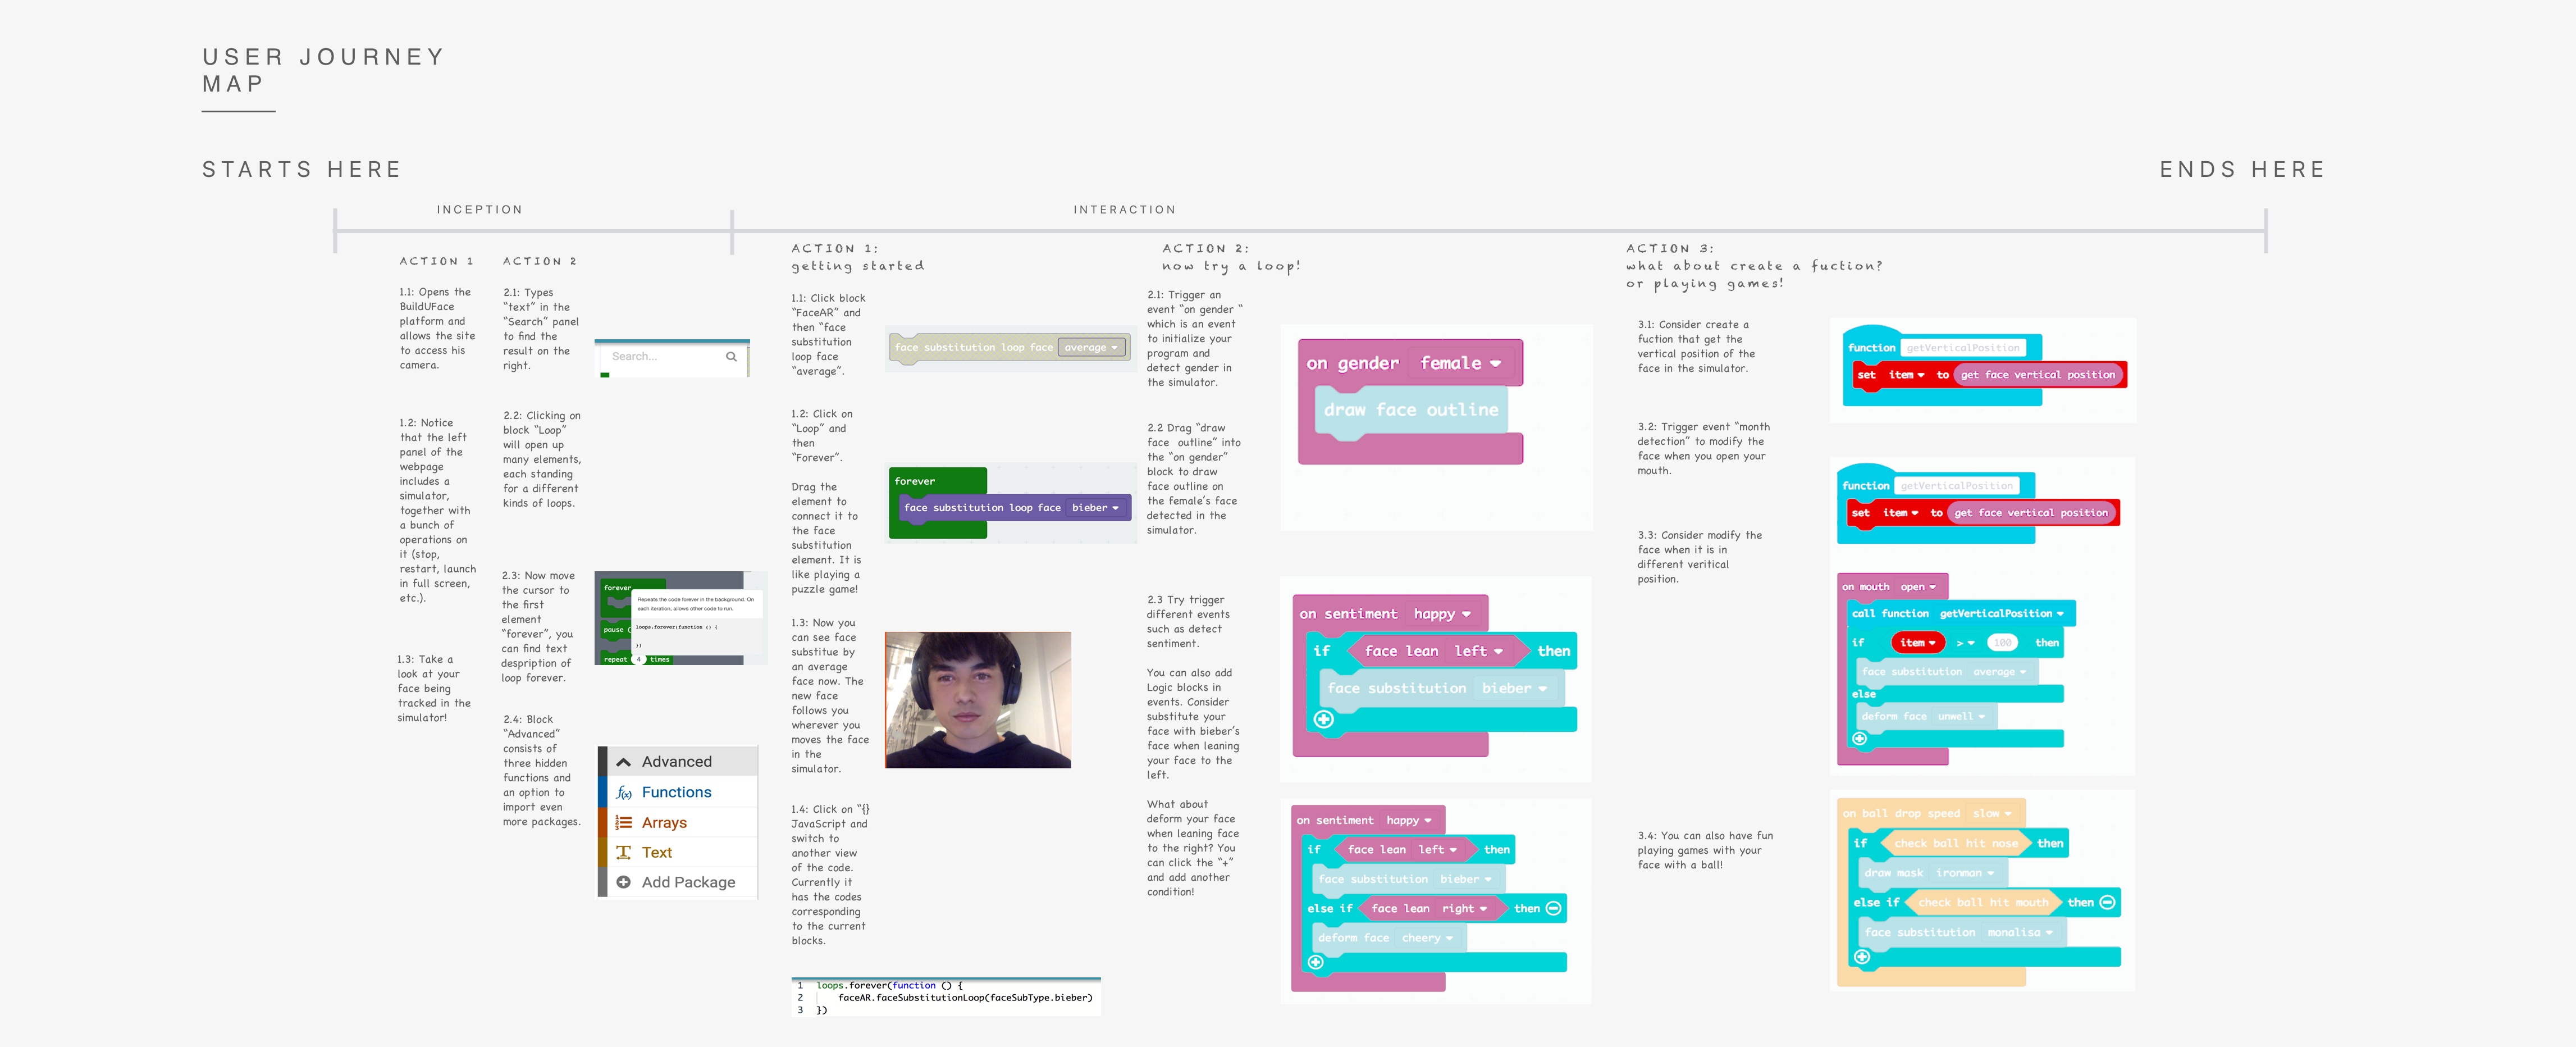 USER JOURNEY
MAP
STARTS HERE
ENDS HERE
INCEPTION
INTERACTION
ACTION 1
1.1: Opens the
BuildUFace
platform and
allows the site
to access his
camera.
1.2: Notice
that the left
panel of the
webpage
includes a
simulator,
together with
a bunch of
operations on
it (stop,
restart, launch
in full screen,
etc.).
1.3: Take a
look at your
face being
tracked in the
simulator!
ACTION 2
2.1: Types
“text” in the
“Search” panel
to find the
result on the
right.
Search...
2.2: Clicking on
block “Loop”
will open up
many elements,
each standing
for a different
kinds of loops.
2.3: Now move
the cursor to
the first
element
“forever”, you
can find text
despription of
loop forever.
forever
Repeats the code forever in the background. On
each iteration, allows other code to run.
loops.forever(function () {
})
pause (
repeat 4 times
2.4: Block
“Advanced”
consists of
three hidden
functions and
an option to
import even
more packages.
Advanced
f(x) Functions
Arrays
Text
Add Package
ACTION 1:
getting started
1.1: Click block
“FaceAR” and
then “face
substitution
loop face
“average”.
face substitution loop face average
1.2: Click on
“Loop” and
then
“Forever”.
Drag the
element to
connect it to
the face
substitution
element. It is
like playing a
puzzle game!
forever
face substitution loop face bieber
1.3: Now you
can see face
substitue by
an average
face now. The
new face
follows you
wherever you
moves the face
in the
simulator.
1.4: Click on “{}
JavaScript and
switch to
another view
of the code.
Currently it
has the codes
corresponding
to the current
blocks.
1 loops.forever(function () {
2 faceAR.faceSubstitutionLoop(faceSubType.bieber)
3 })
ACTION 2:
now try a loop!
2.1: Trigger an
event “on gender “
which is an event
to initialize your
program and
detect gender in
the simulator.
2.2 Drag “draw
face outline” into
the “on gender”
block to draw
face outline on
the female’s face
detected in the
simulator.
on gender female
draw face outline
2.3 Try trigger
different events
such as detect
sentiment.
You can also add
Logic blocks in
events. Consider
substitute your
face with bieber’s
face when leaning
your face to the
left.
What about
deform your face
when leaning face
to the right? You
can click the “+”
and add another
condition!
on sentiment happy
if face lean left then
face substitution bieber
on sentiment happy
if face lean left then
face substitution bieber
else if face lean right then
deform face cheery
ACTION 3:
what about create a fuction?
or playing games!
3.1: Consider create a
fuction that get the
vertical position of the
face in the simulator.
function getVerticalPosition
set item to get face vertical position
3.2: Trigger event “month
detection” to modify the
face when you open your
mouth.
3.3: Consider modify the
face when it is in
different veritical
position.
function getVerticalPosition
set item to get face vertical position
on mouth open
call function getVerticalPosition
if item > 100 then
face substitution average
else
deform face unwell
3.4: You can also have fun
playing games with your
face with a ball!
on ball drop speed slow
if check ball hit nose then
draw mask ironman
else if check ball hit mouth then
face substitution monalisa